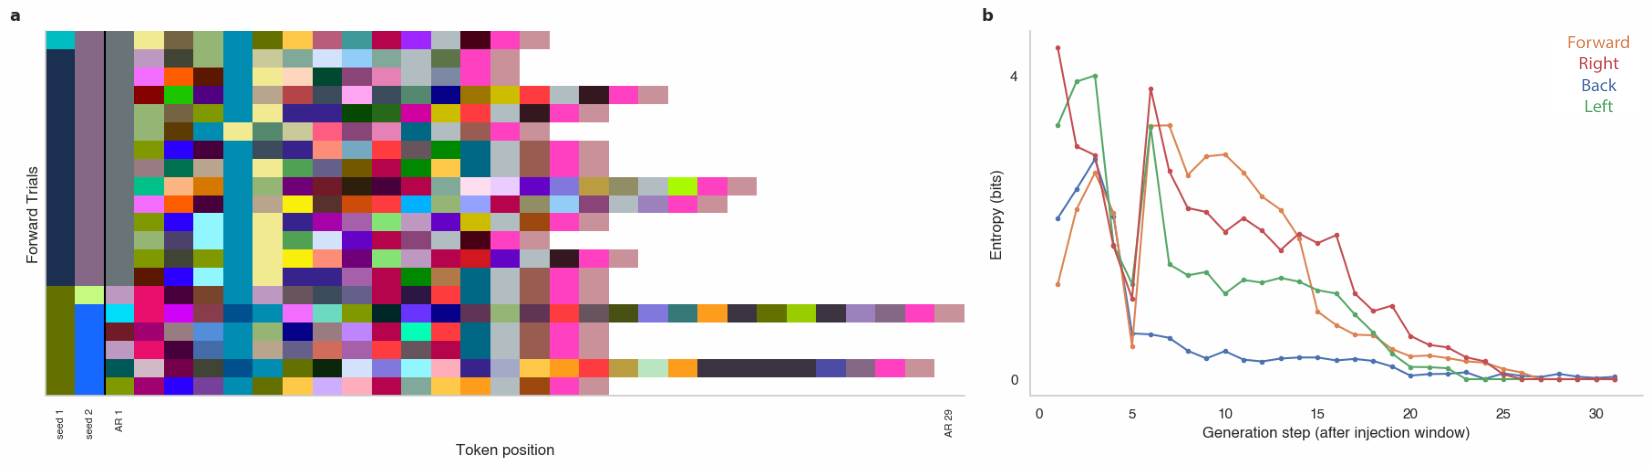 a
Forward Trials
seed 1
seed 2
AR 1
AR 29
Token position
b
Forward
Right
Back
Left
Entropy (bits)
4
0
0
5
10
15
20
25
30
Generation step (after injection window)